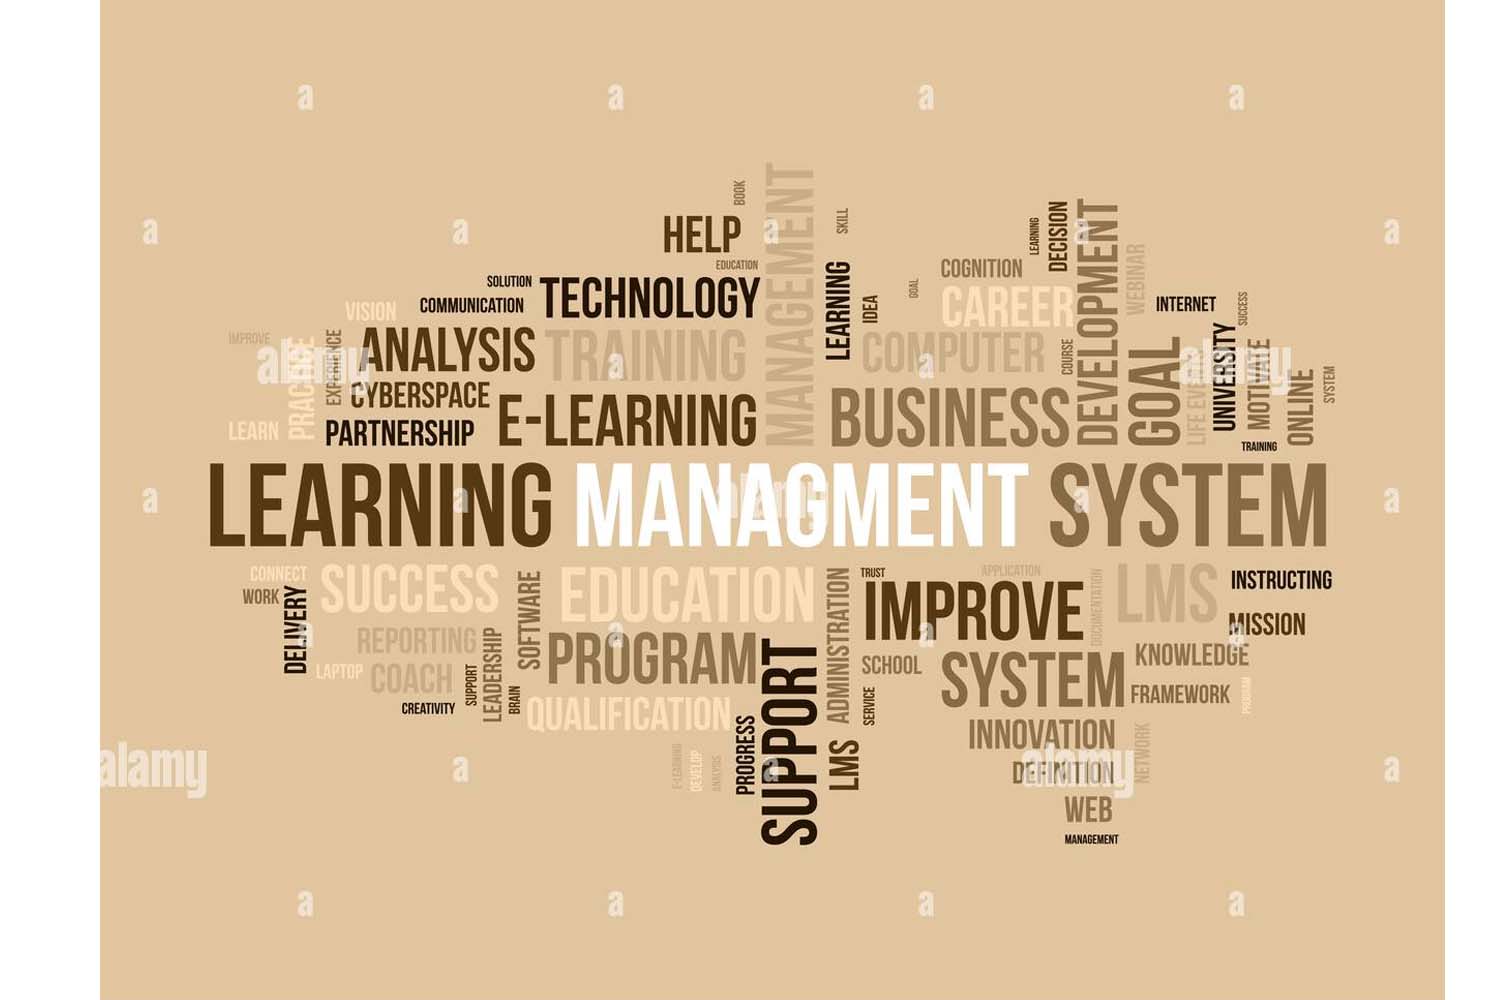 BOOK
MANAGEMENT
SKILL
HELP
EDUCATION
LEARNING
DECISION
DEVELOPMENT
WEBINAR
COGNITION
SOLUTION
TECHNOLOGY
LEARNING
IDEA
GOAL
CAREER
INTERNET
SUCCESS
VISION
COMMUNICATION
IMPROVE
PRACTICE
EXPERIENCE
ANALYSIS
TRAINING
COMPUTER
COURSE
GOAL
UNIVERSITY
MOTIVATE
ONLINE
SYSTEM
CYBERSPACE
E-LEARNING
BUSINESS
LEARN
PARTNERSHIP
TRAINING
LEARNING MANAGMENT SYSTEM
CONNECT
SUCCESS
SOFTWARE
EDUCATION
ADMINISTRATION
TRUST
APPLICATION
DOCUMENTATION
LMS
INSTRUCTING
WORK
DELIVERY
IMPROVE
MISSION
REPORTING
LEADERSHIP
PROGRAM
SUPPORT
SCHOOL
SYSTEM
KNOWLEDGE
LAPTOP
COACH
SUPPORT
BRAIN
SERVICE
FRAMEWORK
PROGRAM
CREATIVITY
QUALIFICATION
PROGRESS
LMS
INNOVATION
NETWORK
E-LEARNING
DEVELOP
ANALYSIS
DEFINITION
WEB
MANAGEMENT
a
a
a
a
a
a
a
a
alamy
alamy
a
a
alamy
a
a
a
a
alamy
a
a
alamy
a
a
a
a
a